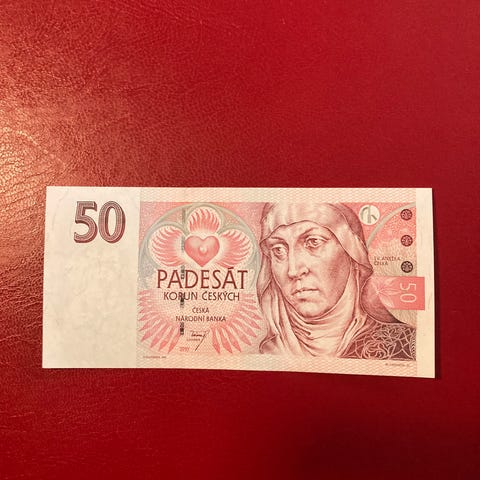 50
PADESÁT
KORUN ČESKÝCH
ČESKÁ
NÁRODNÍ BANKA
SV. ANEŽKA
ČESKÁ
50